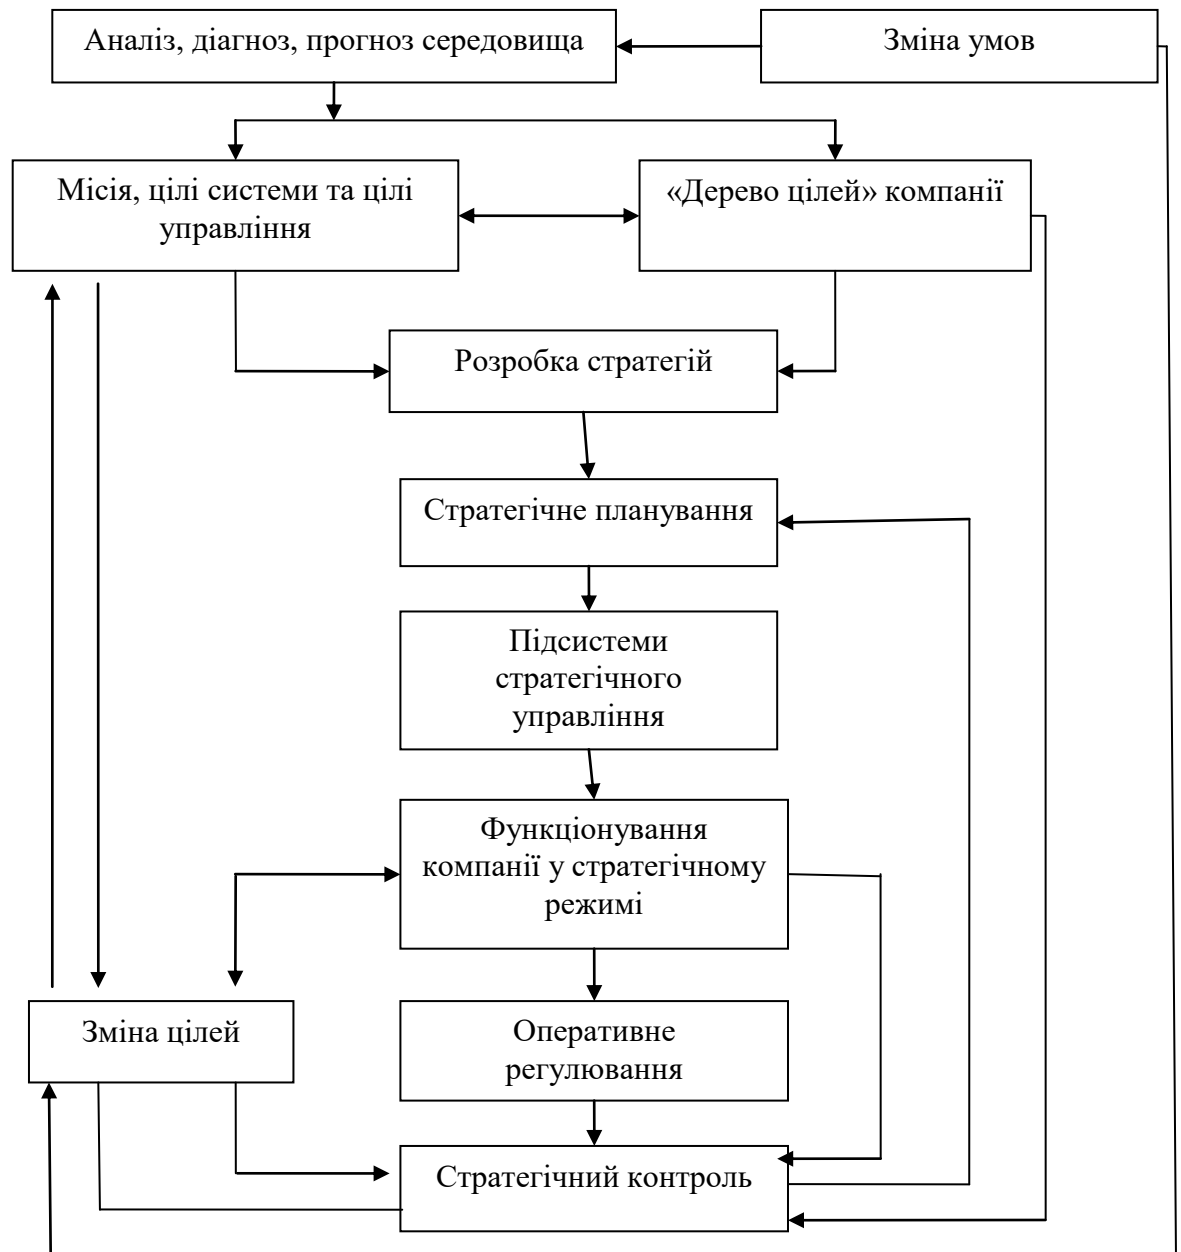 Аналіз, діагноз, прогноз середовища
Зміна умов
Місія, цілі системи та цілі
управління
«Дерево цілей» компанії
Розробка стратегій
Стратегічне планування
Підсистеми
стратегічного
управління
Функціонування
компанії у стратегічному
режимі
Зміна цілей
Оперативне
регулювання
Стратегічний контроль